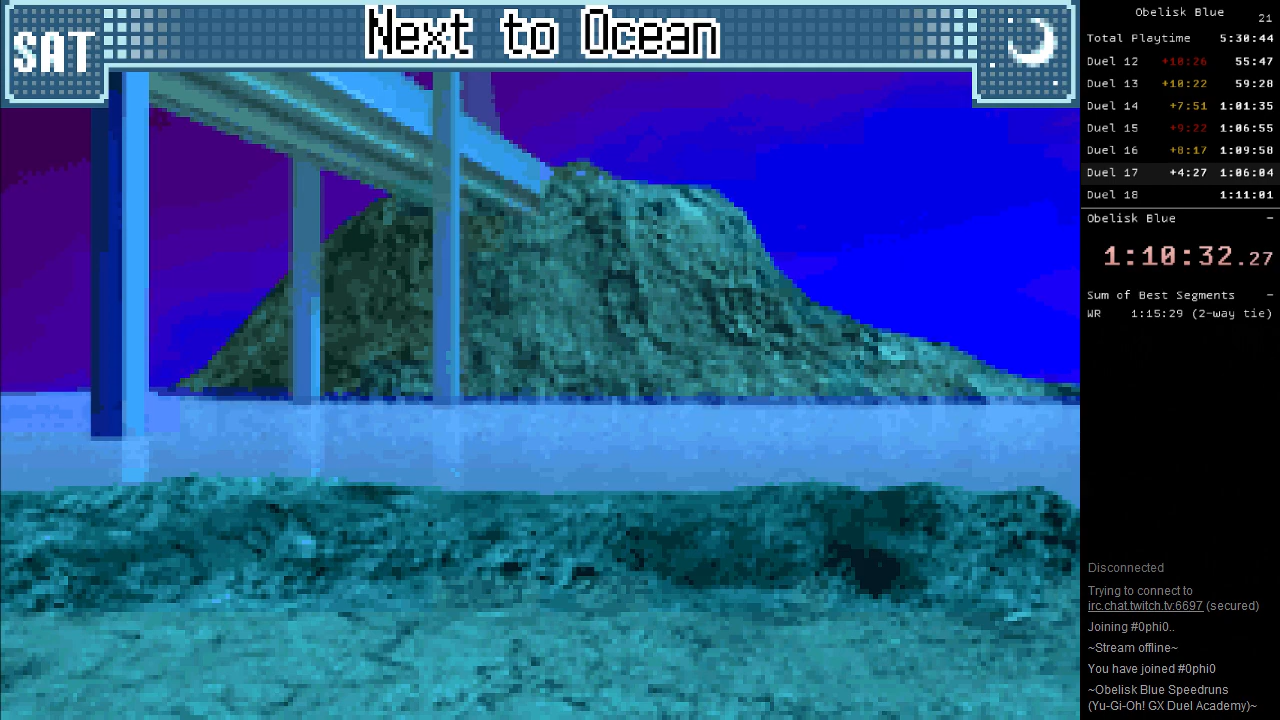 SAT
Next to Ocean
Obelisk Blue
21
Total Playtime 5:30:44
Duel 12 +10:26 55:47
Duel 13 +10:22 59:20
Duel 14 +7:51 1:01:35
Duel 15 +9:22 1:06:55
Duel 16 +8:17 1:09:50
Duel 17 +4:27 1:06:04
Duel 18 1:11:01
Obelisk Blue –
1:10:32.27
Sum of Best Segments –
WR 1:15:29 (2-way tie)
Disconnected
Trying to connect to
irc.chat.twitch.tv:6697 (secured)
Joining #0phi0..
~Stream offline~
You have joined #0phi0
~Obelisk Blue Speedruns
(Yu-Gi-Oh! GX Duel Academy)~